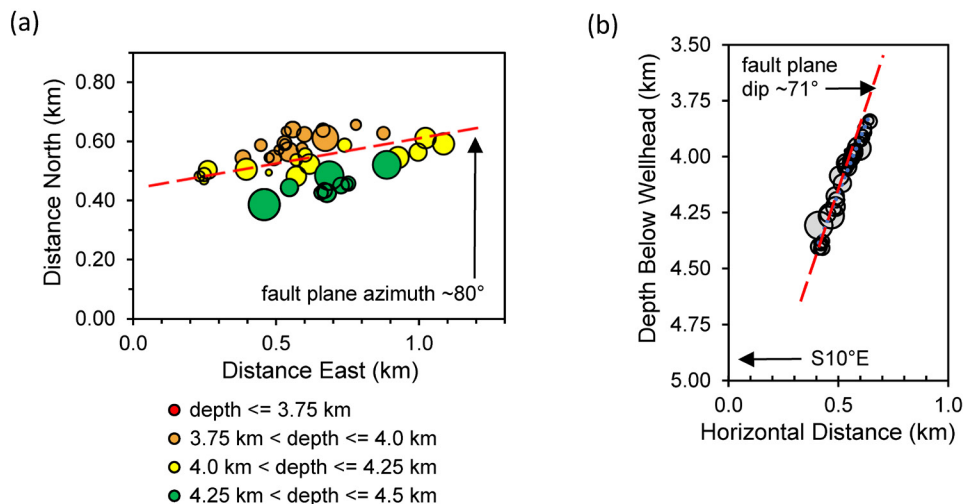 (a)
Distance North (km)
0.80
0.60
0.40
0.20
0.00
fault plane azimuth ~80°
0.0
0.5
1.0
Distance East (km)
depth <= 3.75 km
3.75 km < depth <= 4.0 km
4.0 km < depth <= 4.25 km
4.25 km < depth <= 4.5 km
(b)
Depth Below Wellhead (km)
3.50
3.75
4.00
4.25
4.50
4.75
5.00
fault plane
dip ~71°
S10°E
0.0
0.5
1.0
Horizontal Distance (km)